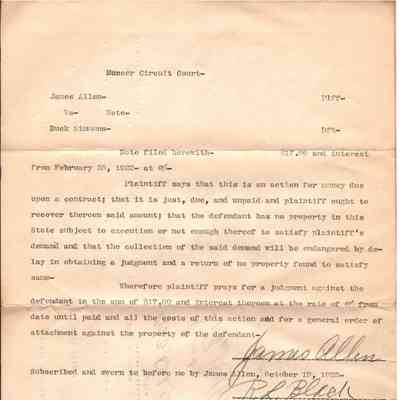 Circuit Court-
James Allen- Plff-
Vs- Note-
Buck Simmons- Dft-
Note filed herewith- $17.00 and interest
from February 25, 1922- at 6%-
Plaintiff says that this is an action for money due
upon a contract; that it is just, due, and unpaid and plaintiff ought to
recover thereon said amount; that the defendant has no property in this
State subject to execution or not enough thereof to satisfy plaintiff's
demand and that the collection of the said demand will be endangered by de-
lay in obtaining a judgment and a return of no property found to satisfy
same-
Wherefore plaintiff prays for a judgment against the
defendant in the sum of $17.00 and interest thereon at the rate of 6% from
date until paid and all the costs of this action and for a general order of
attachment against the property of the defendant-
James Allen
Subscribed and sworn to before me by James Allen, October 19, 1922-
R.L. Black